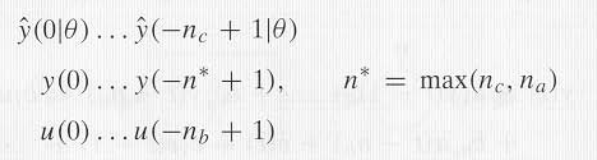 ŷ(0|θ) ... ŷ(−n_c + 1|θ)
y(0) ... y(−n* + 1), n* = max(n_c, n_a)
u(0) ... u(−n_b + 1)